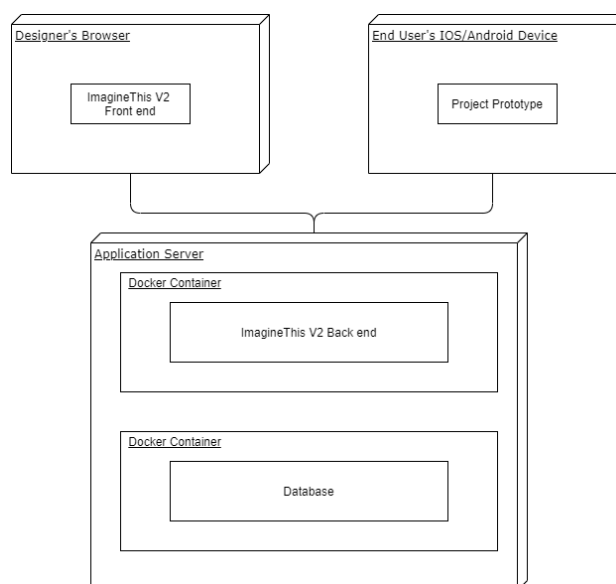 Designer's Browser
ImagineThis V2
Front end
End User's IOS/Android Device
Project Prototype
Application Server
Docker Container
ImagineThis V2 Back end
Docker Container
Database